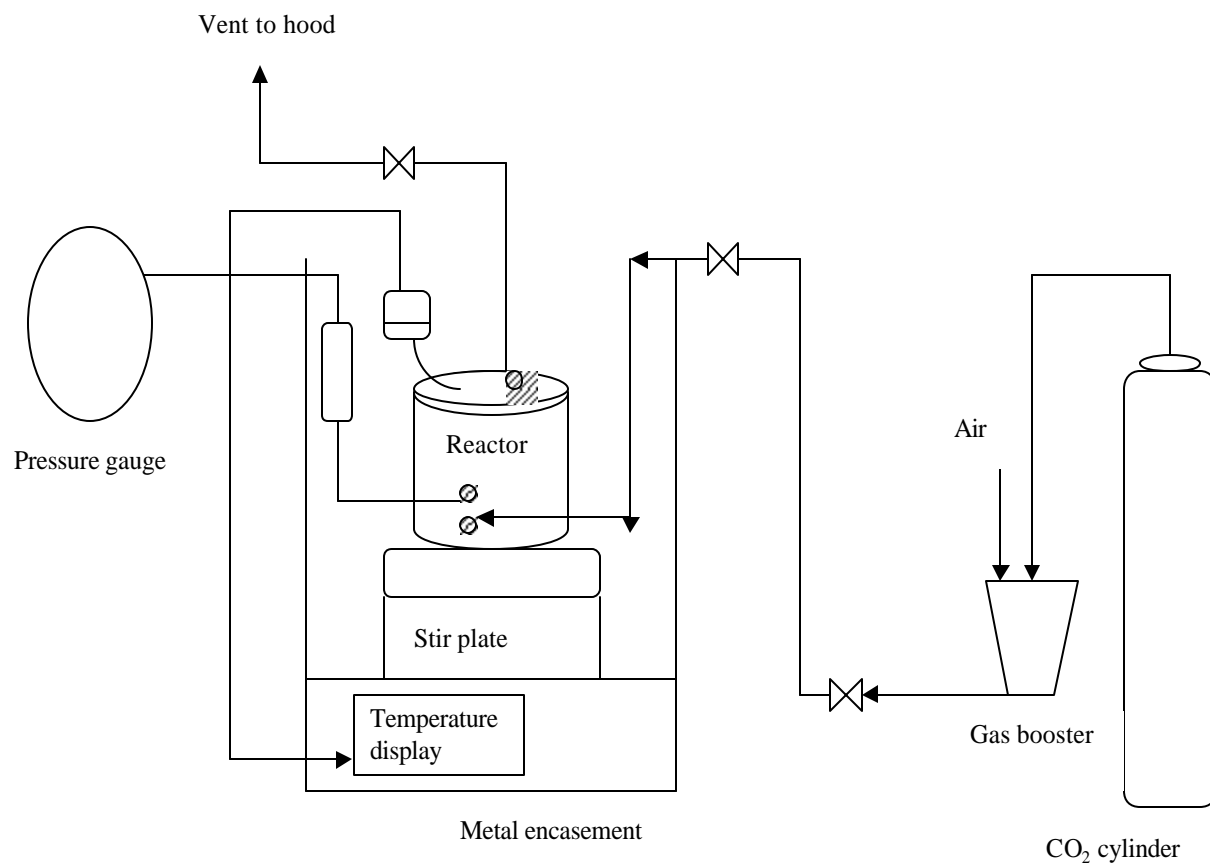 Vent to hood
Pressure gauge
Reactor
Air
Stir plate
Temperature
display
Gas booster
Metal encasement
CO₂ cylinder